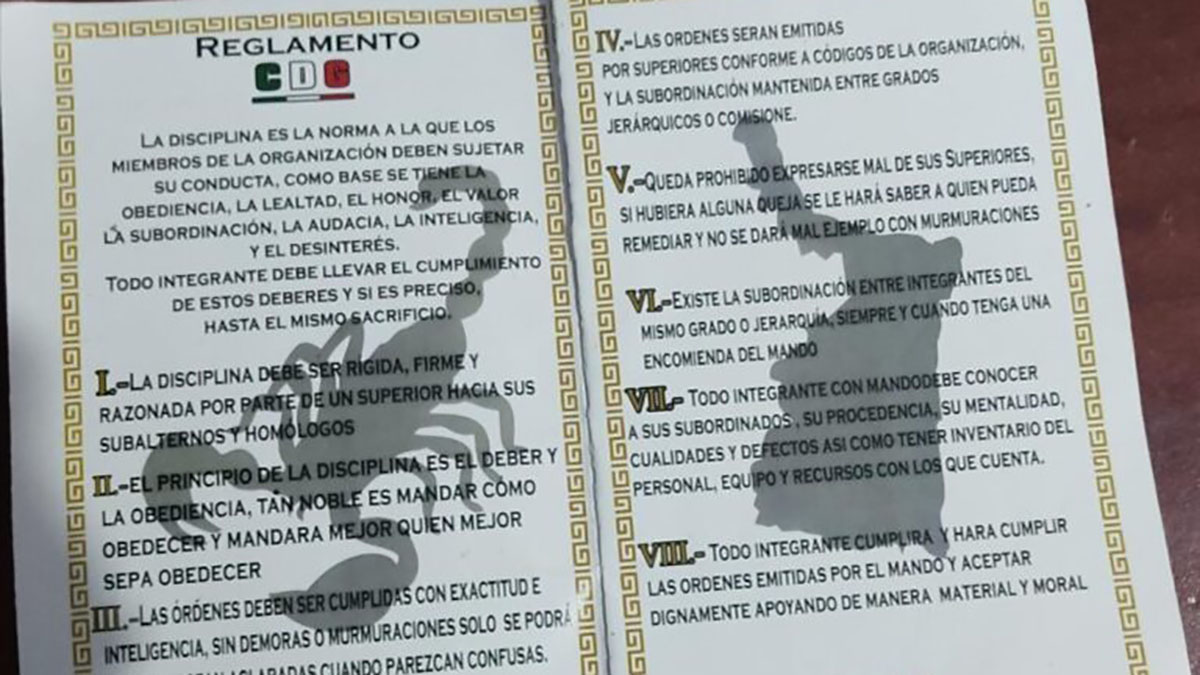 REGLAMENTO
CDG
LA DISCIPLINA ES LA NORMA A LA QUE LOS
MIEMBROS DE LA ORGANIZACIÓN DEBEN SUJETAR
SU CONDUCTA, COMO BASE SE TIENE LA
OBEDIENCIA, LA LEALTAD, EL HONOR, EL VALOR
LA SUBORDINACIÓN, LA AUDACIA, LA INTELIGENCIA,
Y EL DESINTERÉS.
TODO INTEGRANTE DEBE LLEVAR EL CUMPLIMIENTO
DE ESTOS DEBERES Y SI ES PRECISO,
HASTA EL MISMO SACRIFICIO.
I.-LA DISCIPLINA DEBE SER RÍGIDA, FIRME Y
RAZONADA POR PARTE DE UN SUPERIOR HACIA SUS
SUBALTERNOS Y HOMÓLOGOS
II.-EL PRINCIPIO DE LA DISCIPLINA ES EL DEBER Y
LA OBEDIENCIA, TAN NOBLE ES MANDAR CÓMO
OBEDECER Y MANDARA MEJOR QUIEN MEJOR
SEPA OBEDECER
III.-LAS ÓRDENES DEBEN SER CUMPLIDAS CON EXACTITUD E
INTELIGENCIA, SIN DEMORAS O MURMURACIONES SOLO SE PODRÁ
ACLARADAS CUANDO PAREZCAN CONFUSAS.
IV.-LAS ORDENES SERAN EMITIDAS
POR SUPERIORES CONFORME A CÓDIGOS DE LA ORGANIZACIÓN,
Y LA SUBORDINACIÓN MANTENIDA ENTRE GRADOS
JERÁRQUICOS O COMISIONE.
V.-QUEDA PROHIBIDO EXPRESARSE MAL DE SUS SUPERIORES,
SI HUBIERA ALGUNA QUEJA SE LE HARÁ SABER A QUIEN PUEDA
REMEDIAR Y NO SE DARÁ MAL EJEMPLO CON MURMURACIONES
VI.-EXISTE LA SUBORDINACIÓN ENTRE INTEGRANTES DEL
MISMO GRADO O JERARQUÍA, SIEMPRE Y CUANDO TENGA UNA
ENCOMIENDA DEL MANDO
VII.- TODO INTEGRANTE CON MANDODEBE CONOCER
A SUS SUBORDINADOS , SU PROCEDENCIA, SU MENTALIDAD,
CUALIDADES Y DEFECTOS ASI COMO TENER INVENTARIO DEL
PERSONAL, EQUIPO Y RECURSOS CON LOS QUE CUENTA.
VIII.- TODO INTEGRANTE CUMPLIRA Y HARA CUMPLIR
LAS ORDENES EMITIDAS POR EL MANDO Y ACEPTAR
DIGNAMENTE APOYANDO DE MANERA MATERIAL Y MORAL